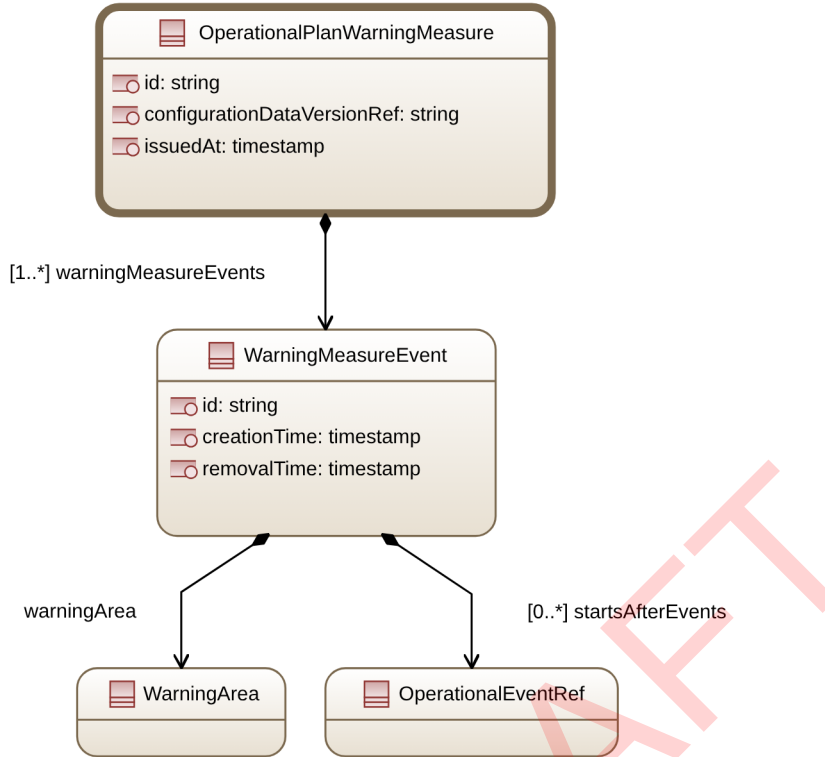 OperationalPlanWarningMeasure
id: string
configurationDataVersionRef: string
issuedAt: timestamp
[1..*] warningMeasureEvents
WarningMeasureEvent
id: string
creationTime: timestamp
removalTime: timestamp
warningArea
[0..*] startsAfterEvents
WarningArea
OperationalEventRef
AFT